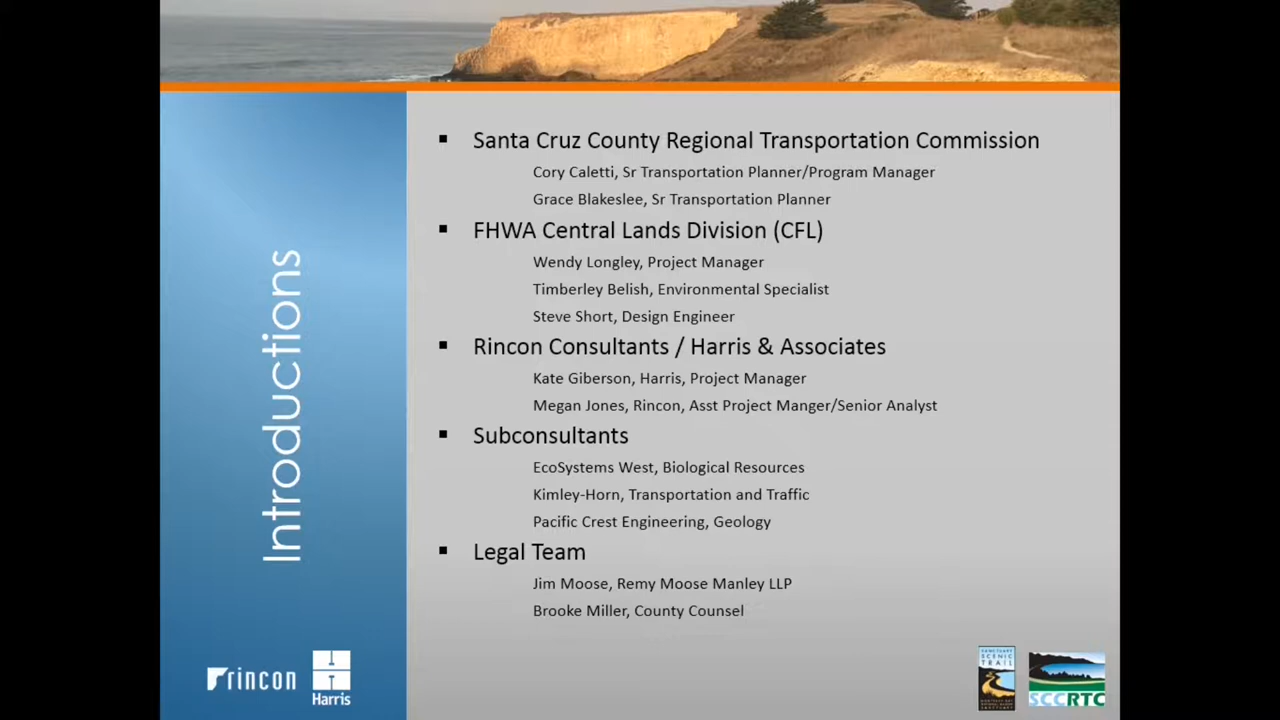 Introductions
Santa Cruz County Regional Transportation Commission
Cory Caletti, Sr Transportation Planner/Program Manager
Grace Blakeslee, Sr Transportation Planner
FHWA Central Lands Division (CFL)
Wendy Longley, Project Manager
Timberley Belish, Environmental Specialist
Steve Short, Design Engineer
Rincon Consultants / Harris & Associates
Kate Giberson, Harris, Project Manager
Megan Jones, Rincon, Asst Project Manger/Senior Analyst
Subconsultants
EcoSystems West, Biological Resources
Kimley-Horn, Transportation and Traffic
Pacific Crest Engineering, Geology
Legal Team
Jim Moose, Remy Moose Manley LLP
Brooke Miller, County Counsel
rincon
Harris
SANCTUARY
SCENIC
TRAIL
SCCRTC